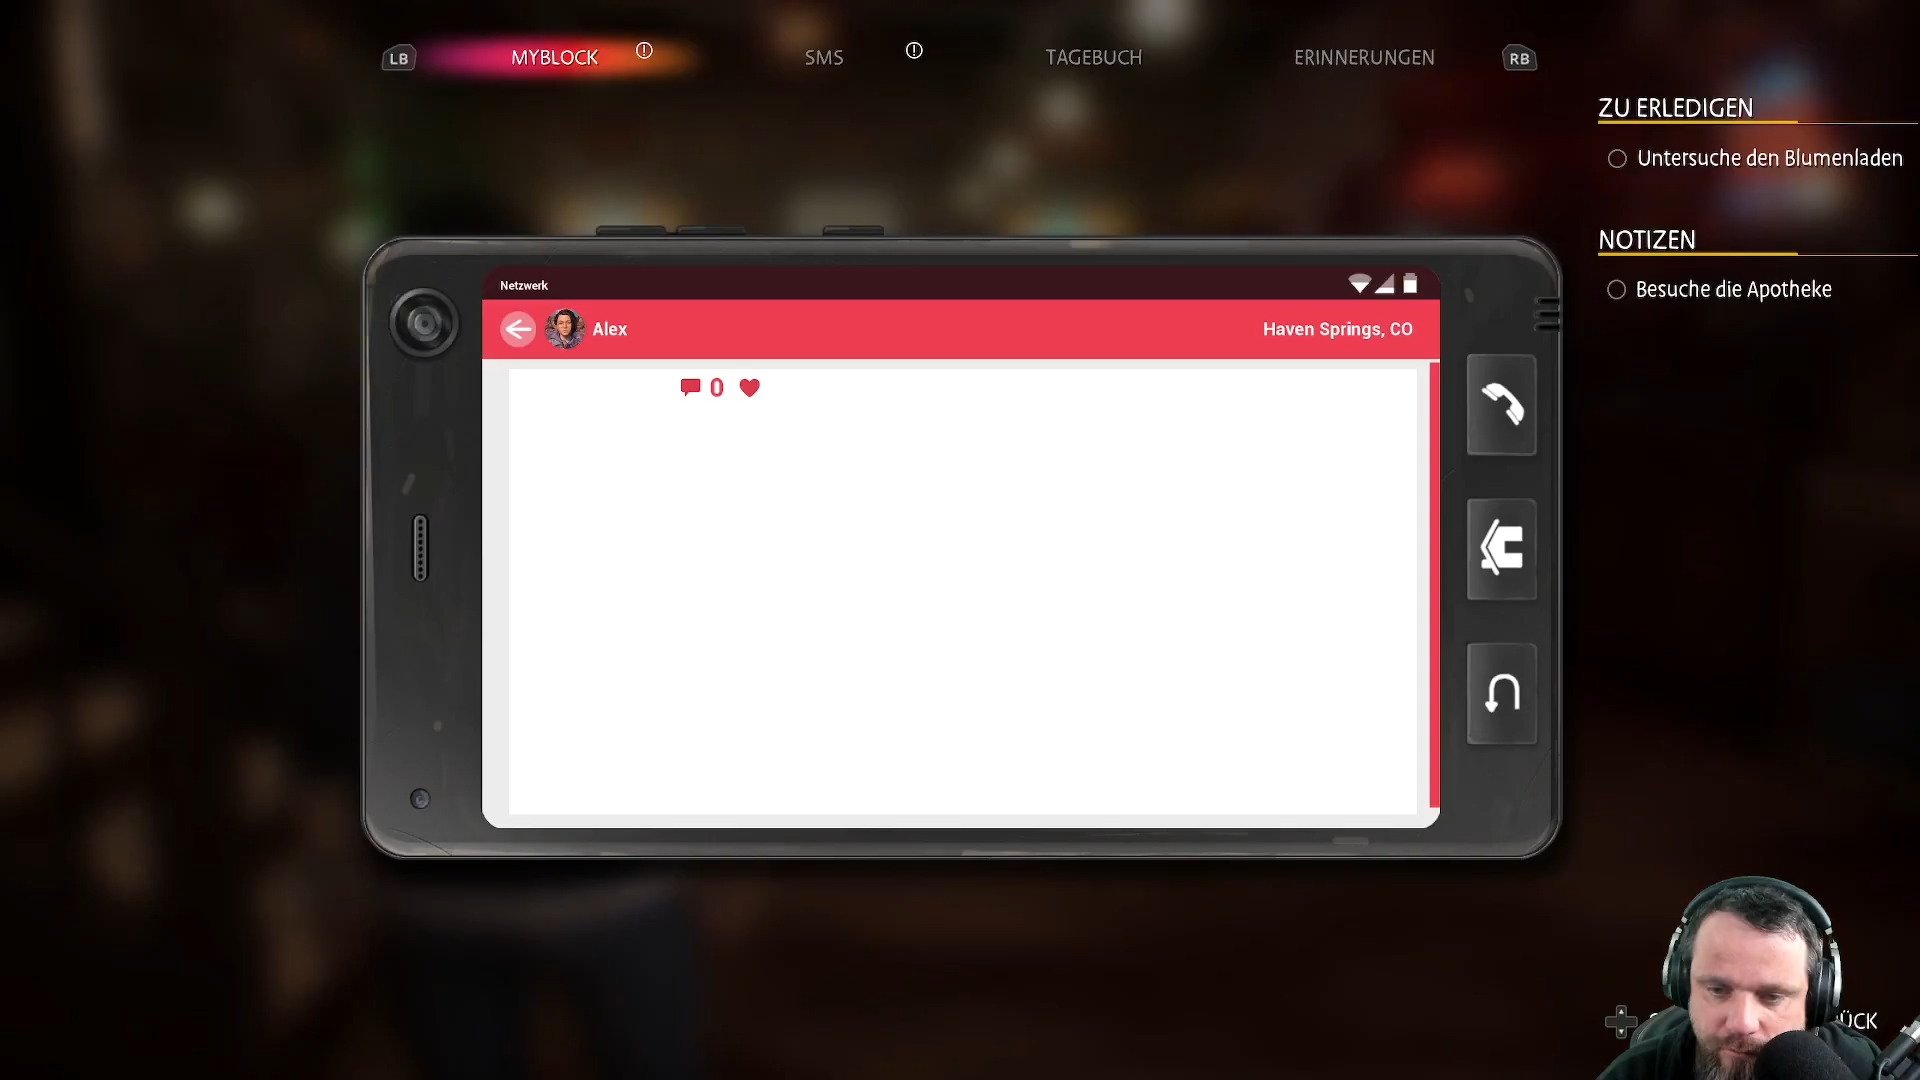 LB
MYBLOCK
SMS
TAGEBUCH
ERINNERUNGEN
RB
ZU ERLEDIGEN
Untersuche den Blumenladen
NOTIZEN
Besuche die Apotheke
Netzwerk
Alex
Haven Springs, CO
0